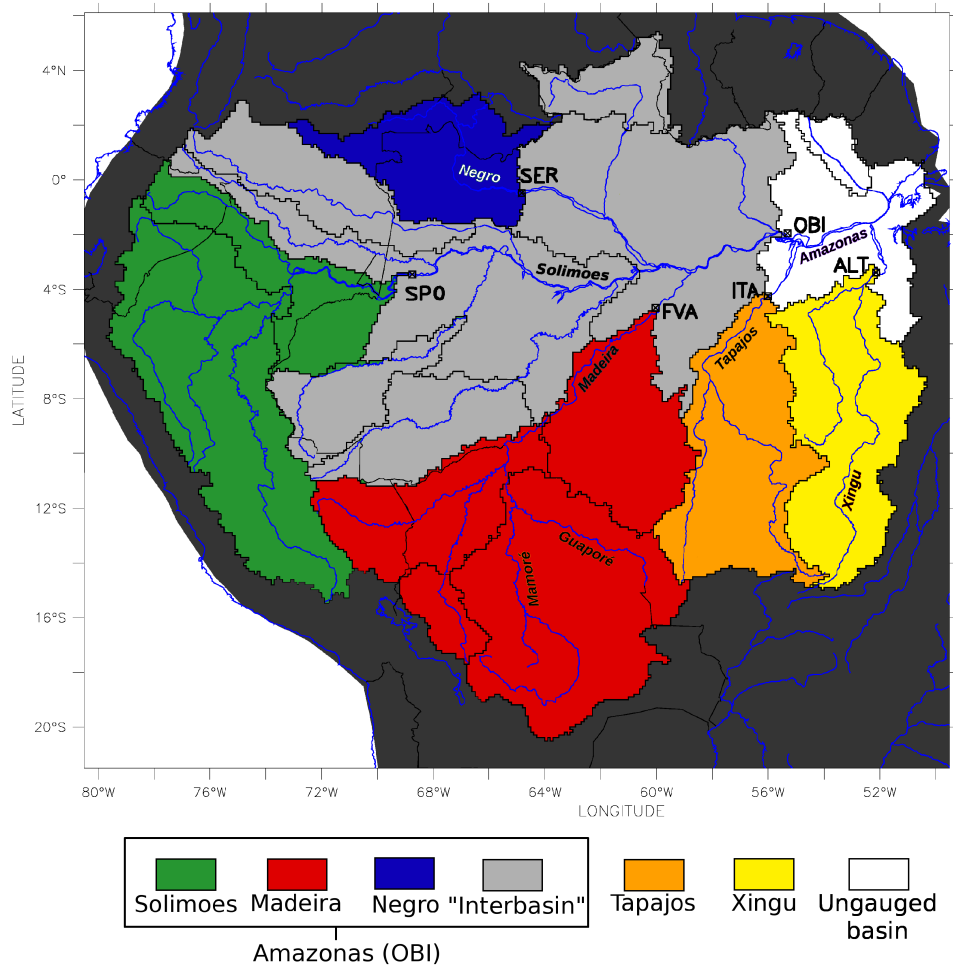 4°N
0°
4°S
8°S
12°S
16°S
20°S
LATITUDE
Negro
SER
OBI
Amazonas
ALT
Solimoes
SPO
ITA
FVA
Tapajos
Madeira
Xingu
Guapore
Mamore
80°W
76°W
72°W
68°W
64°W
60°W
56°W
52°W
LONGITUDE
Solimoes
Madeira
Negro
"Interbasin"
Tapajos
Xingu
Ungauged
basin
Amazonas (OBI)